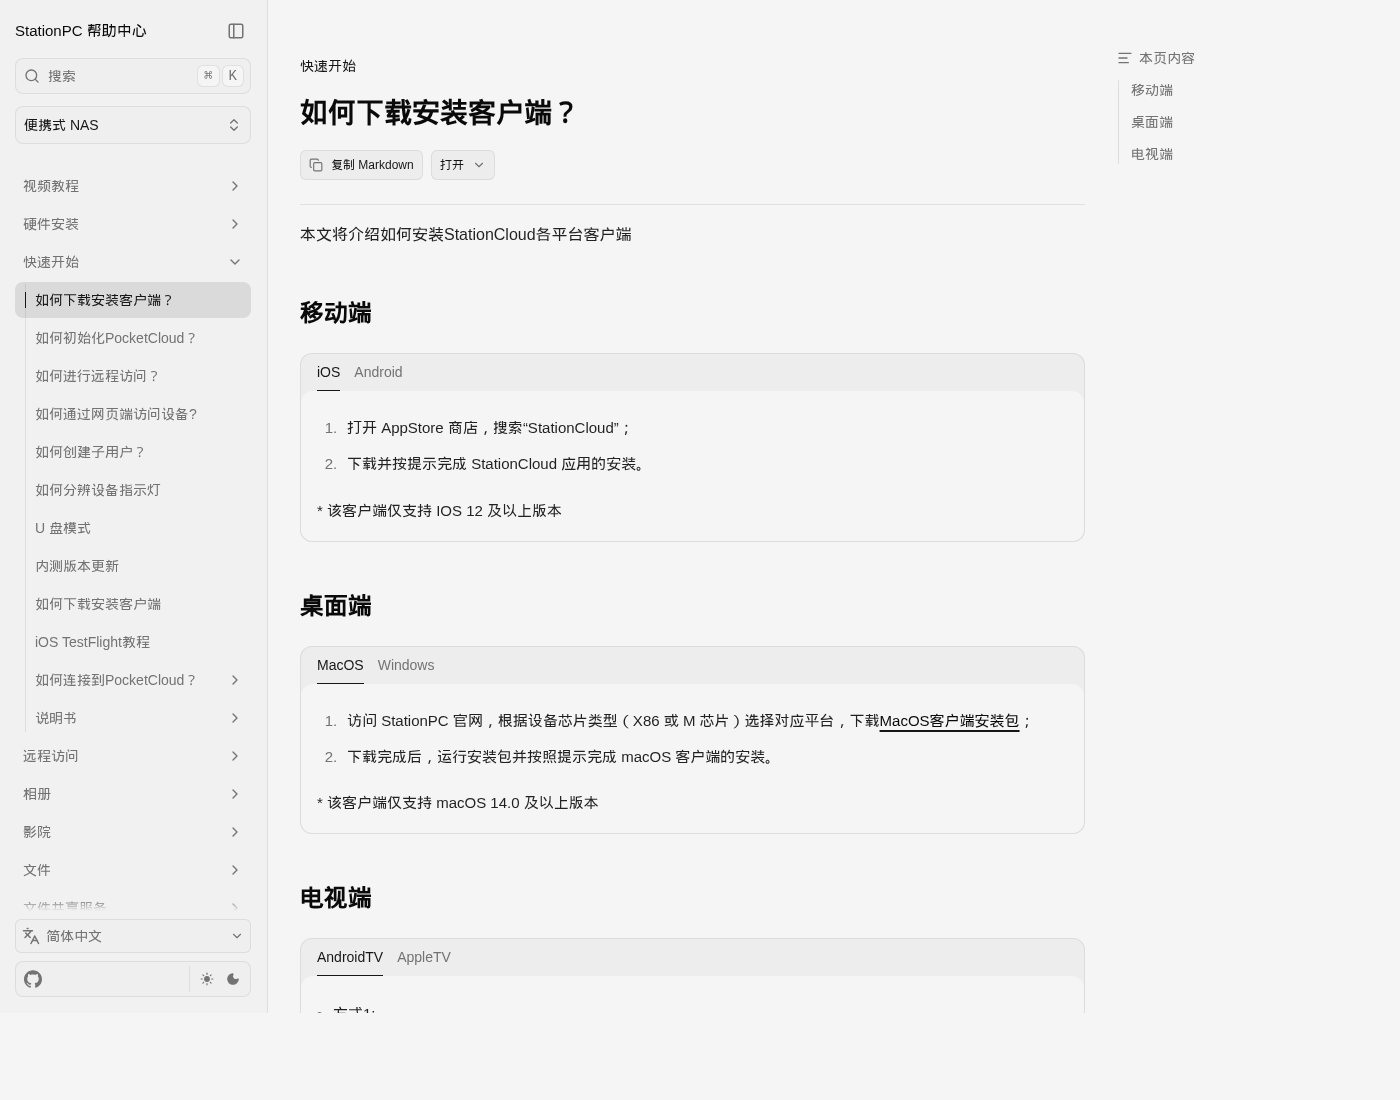 StationPC 帮助中心
搜索
⌘ K
便携式 NAS
视频教程
硬件安装
快速开始
如何下载安装客户端？
如何初始化PocketCloud？
如何进行远程访问？
如何通过网页端访问设备?
如何创建子用户？
如何分辨设备指示灯
U 盘模式
内测版本更新
如何下载安装客户端
iOS TestFlight教程
如何连接到PocketCloud？
说明书
远程访问
相册
影院
文件
文件共享服务
简体中文
快速开始
如何下载安装客户端？
复制 Markdown
打开
本文将介绍如何安装StationCloud各平台客户端
移动端
iOS Android
1. 打开 AppStore 商店，搜索“StationCloud”；
2. 下载并按提示完成 StationCloud 应用的安装。
* 该客户端仅支持 IOS 12 及以上版本
桌面端
MacOS Windows
1. 访问 StationPC 官网，根据设备芯片类型（X86 或 M 芯片）选择对应平台，下载MacOS客户端安装包；
2. 下载完成后，运行安装包并按照提示完成 macOS 客户端的安装。
* 该客户端仅支持 macOS 14.0 及以上版本
电视端
AndroidTV AppleTV
方式1:
本页内容
移动端
桌面端
电视端